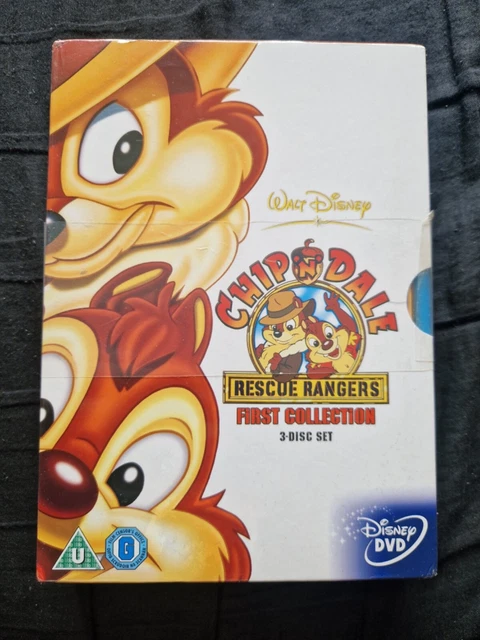 WALT DISNEY
CHIP 'N DALE
RESCUE RANGERS
FIRST COLLECTION
3-DISC SET
U
Disney
DVD